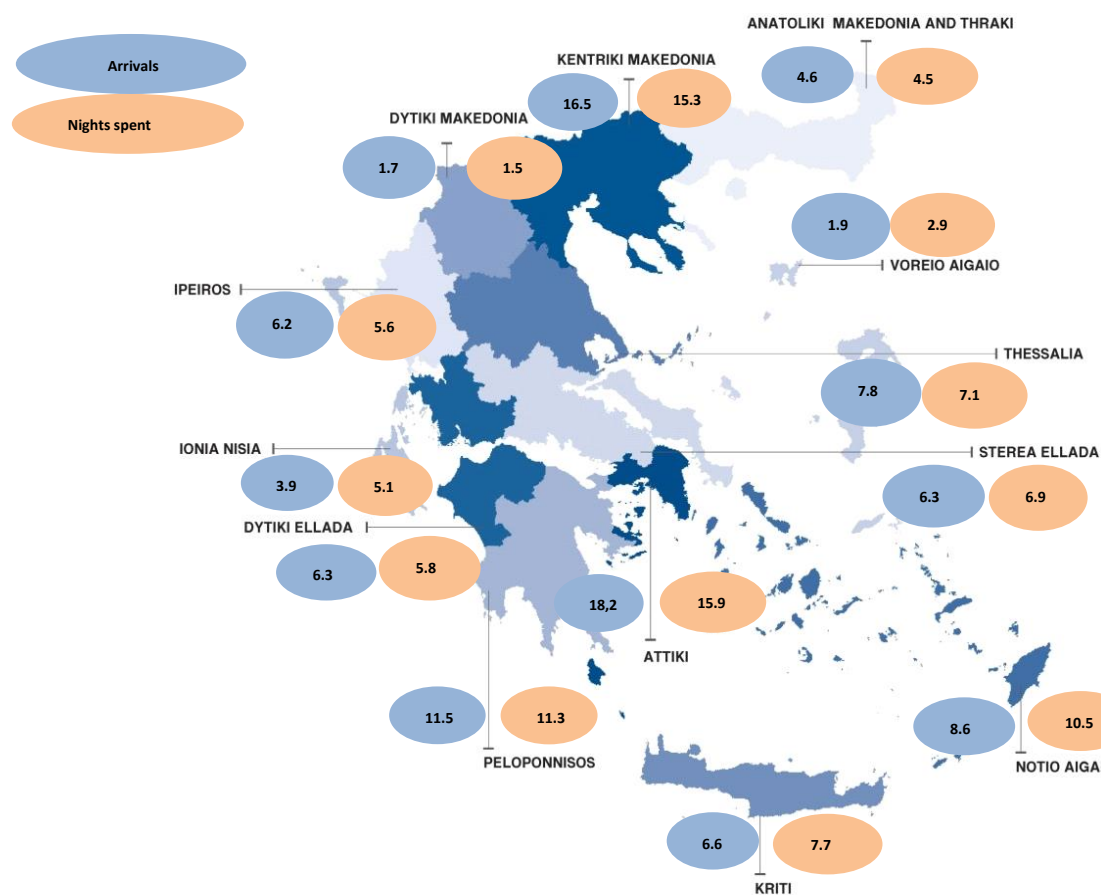 ANATOLIKI MAKEDONIA AND THRAKI
Arrivals
KENTRIKI MAKEDONIA
4.6
4.5
16.5
15.3
Nights spent
DYTIKI MAKEDONIA
1.7
1.5
1.9
2.9
VOREIO AIGAIO
IPEIROS
6.2
5.6
THESSALIA
7.8
7.1
IONIA NISIA
STEREA ELLADA
3.9
5.1
6.3
6.9
DYTIKI ELLADA
6.3
5.8
18,2
15.9
ATTIKI
11.5
11.3
8.6
10.5
PELOPONNISOS
NOTIO AIGA
6.6
7.7
KRITI